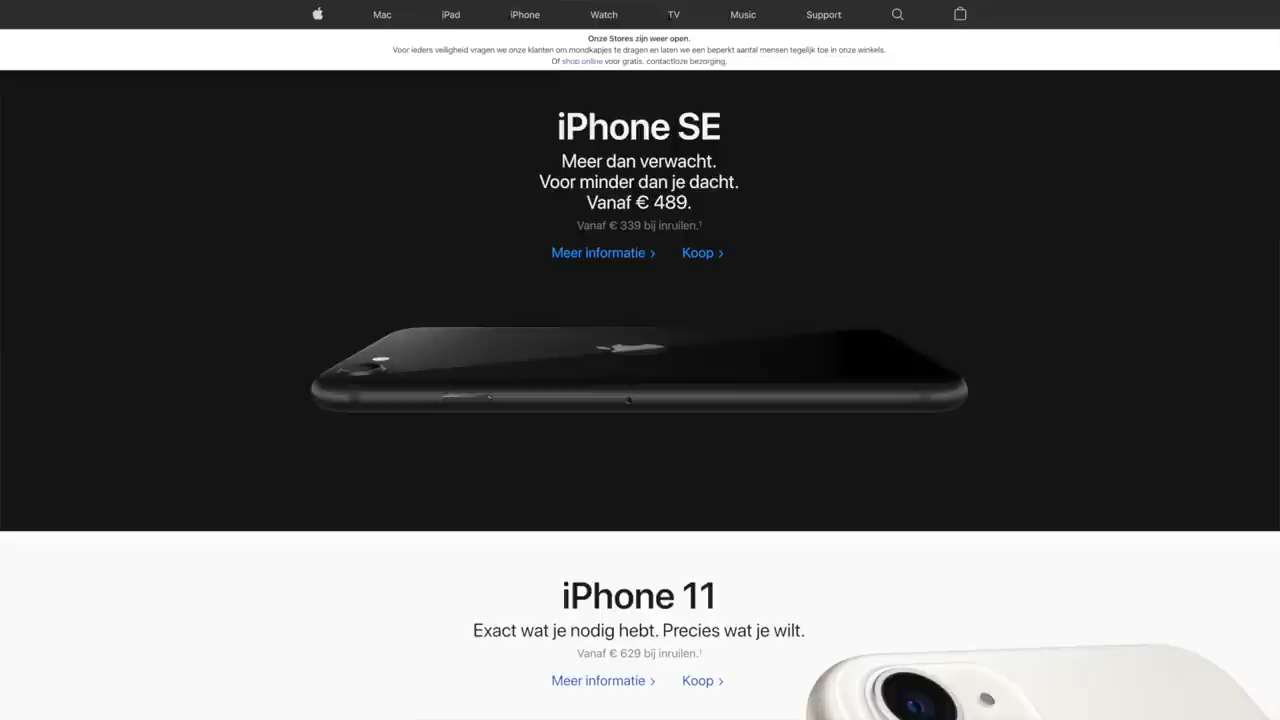 Mac iPad iPhone Watch TV Music Support
Onze Stores zijn weer open.
Voor ieders veiligheid vragen we onze klanten om mondkapjes te dragen en laten we een beperkt aantal mensen tegelijk toe in onze winkels.
Of shop online voor gratis, contactloze bezorging.
iPhone SE
Meer dan verwacht.
Voor minder dan je dacht.
Vanaf € 489.
Vanaf € 339 bij inruilen.¹
Meer informatie > Koop >
iPhone 11
Exact wat je nodig hebt. Precies wat je wilt.
Vanaf € 629 bij inruilen.¹
Meer informatie > Koop >